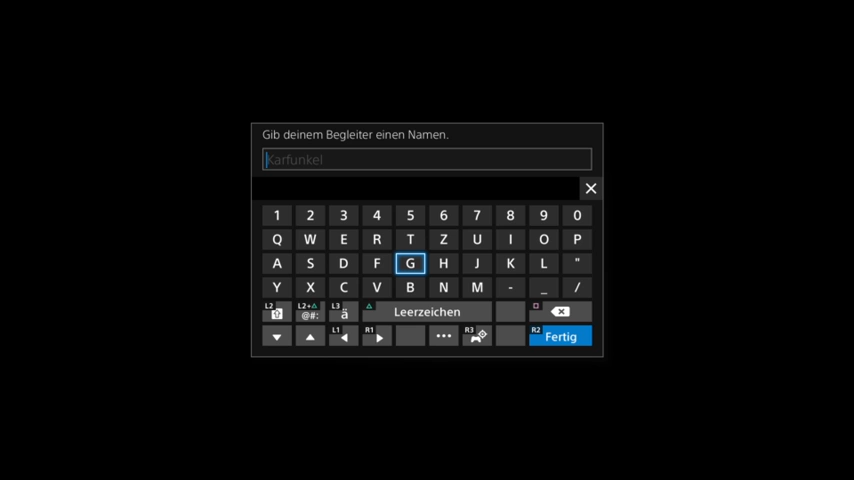 Gib deinem Begleiter einen Namen.
Karfunkel
1 2 3 4 5 6 7 8 9 0
Q W E R T Z U I O P
A S D F G H J K L "
Y X C V B N M - _ /
L2 L2+△ @#: L3 ä △ Leerzeichen □
L1 R1 ... R3 R2 Fertig